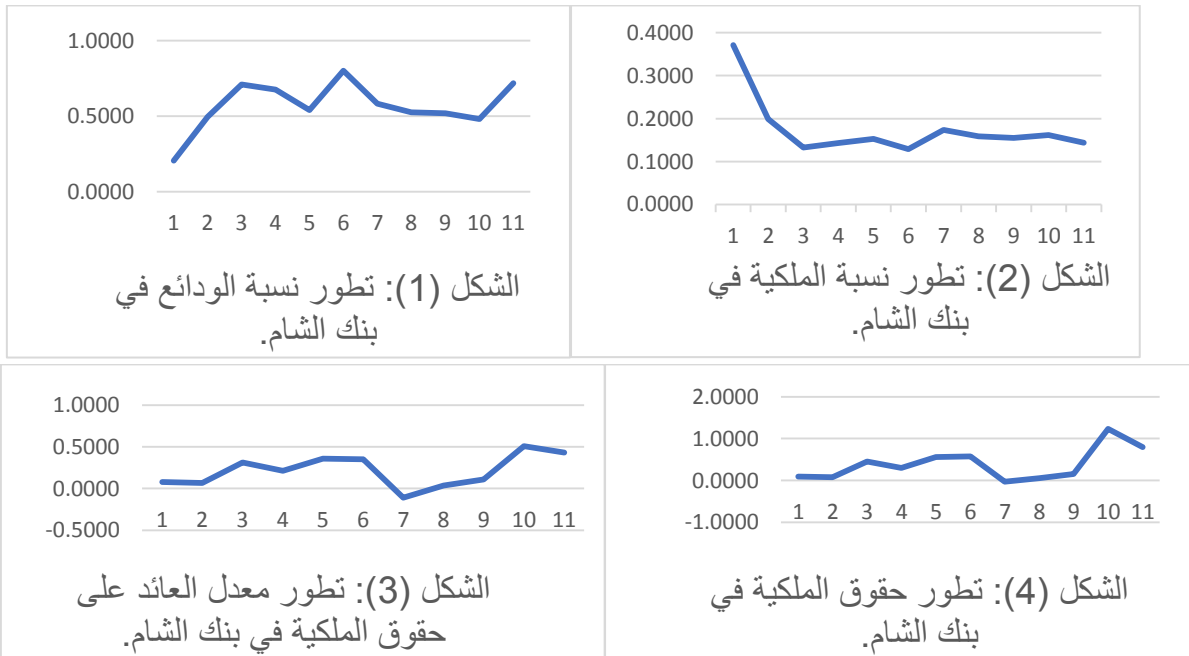 1.0000
0.5000
0.0000
1 2 3 4 5 6 7 8 9 10 11
الشكل (1): تطور نسبة الودائع في
بنك الشام.
0.4000
0.3000
0.2000
0.1000
0.0000
1 2 3 4 5 6 7 8 9 10 11
الشكل (2): تطور نسبة الملكية في
بنك الشام.
1.0000
0.5000
0.0000
-0.5000
1 2 3 4 5 6 7 8 9 10 11
الشكل (3): تطور معدل العائد على
حقوق الملكية في بنك الشام.
2.0000
1.0000
0.0000
-1.0000
1 2 3 4 5 6 7 8 9 10 11
الشكل (4): تطور حقوق الملكية في
بنك الشام.